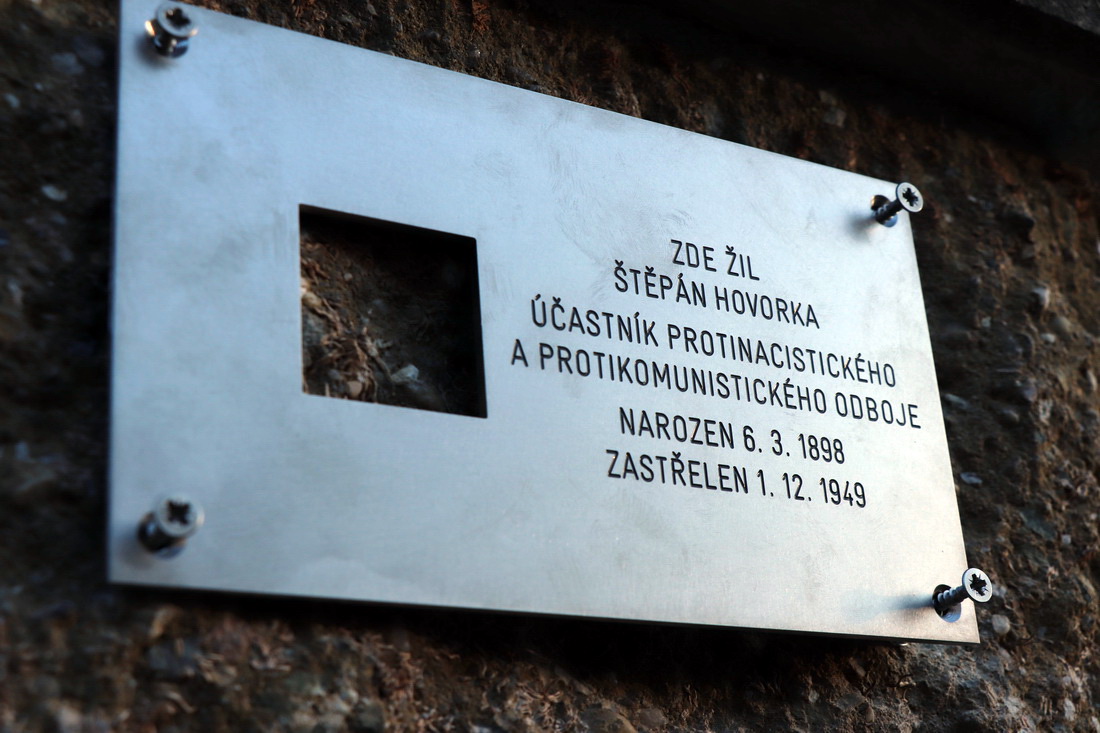 ZDE ŽIL
ŠTĚPÁN HOVORKA
ÚČASTNÍK PROTINACISTICKÉHO
A PROTIKOMUNISTICKÉHO ODBOJE
NAROZEN 6. 3. 1898
ZASTŘELEN 1. 12. 1949